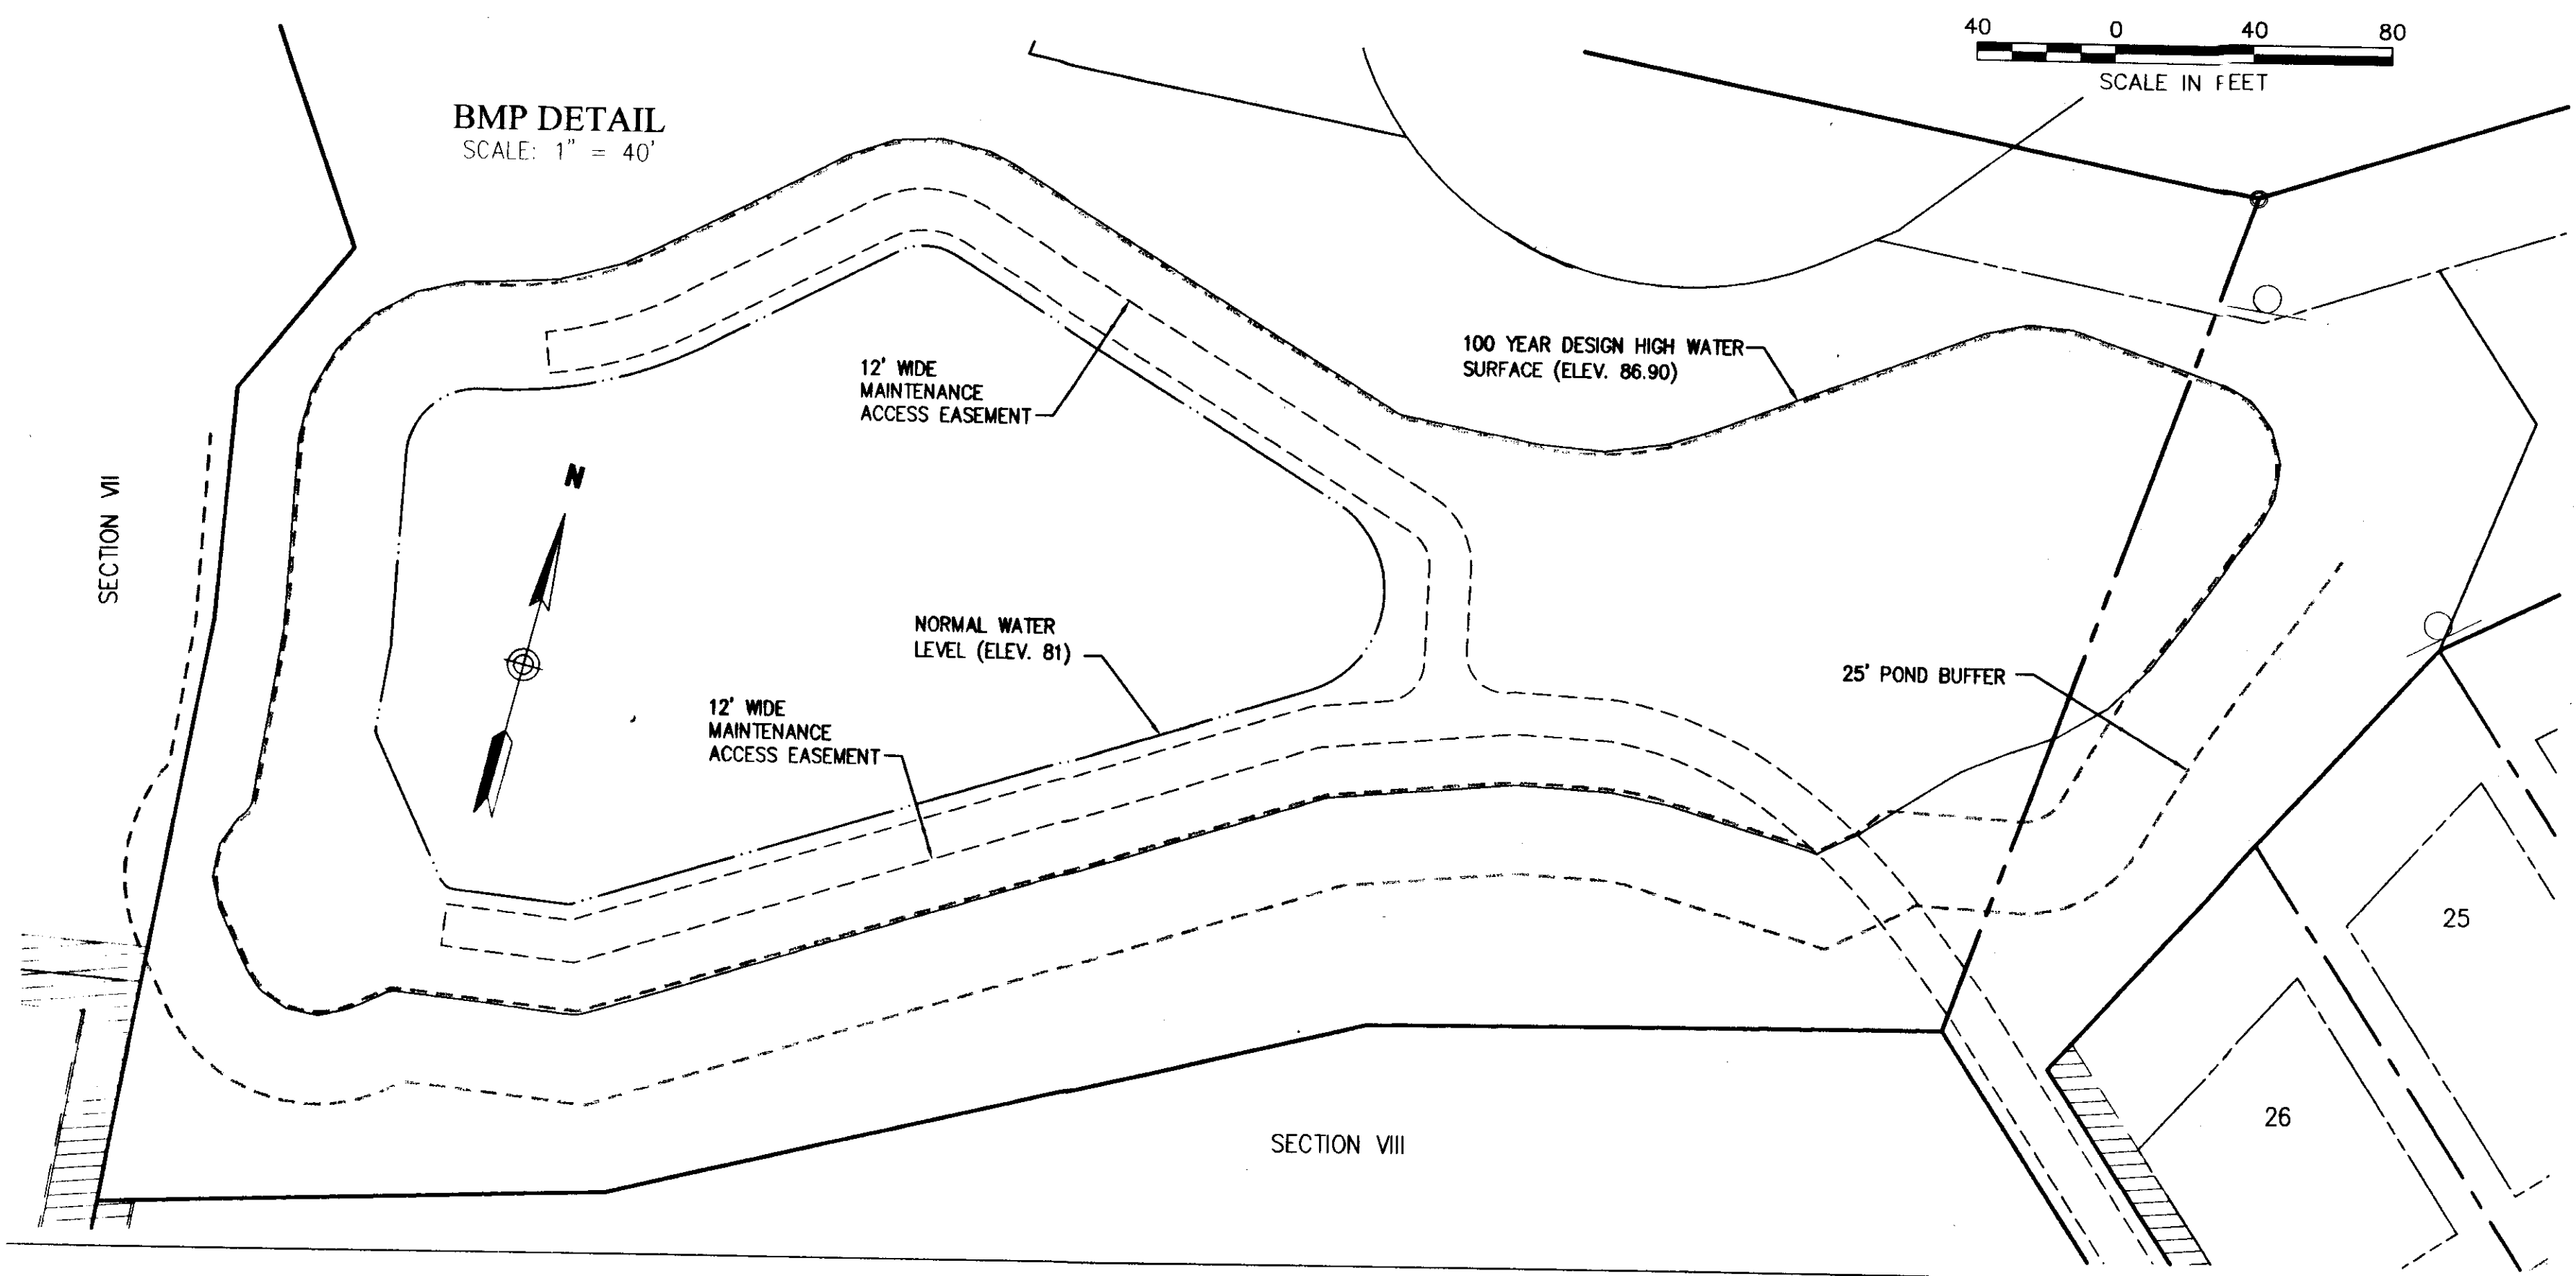 40 0 40 80
SCALE IN FEET
BMP DETAIL
SCALE: 1" = 40'
12' WIDE
MAINTENANCE
ACCESS EASEMENT
100 YEAR DESIGN HIGH WATER
SURFACE (ELEV. 86.90)
N
SECTION VII
NORMAL WATER
LEVEL (ELEV. 81)
12' WIDE
MAINTENANCE
ACCESS EASEMENT
25' POND BUFFER
25
26
SECTION VIII